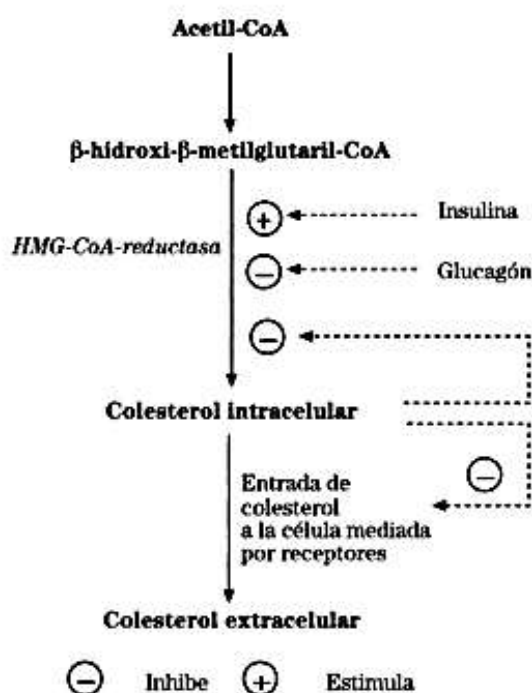 Acetil-CoA
β-hidroxi-β-metilglutaril-CoA
+
Insulina
HMG-CoA-reductasa
−
Glucagón
−
Colesterol intracelular
−
Entrada de
colesterol
a la célula mediada
por receptores
Colesterol extracelular
− Inhibe + Estimula